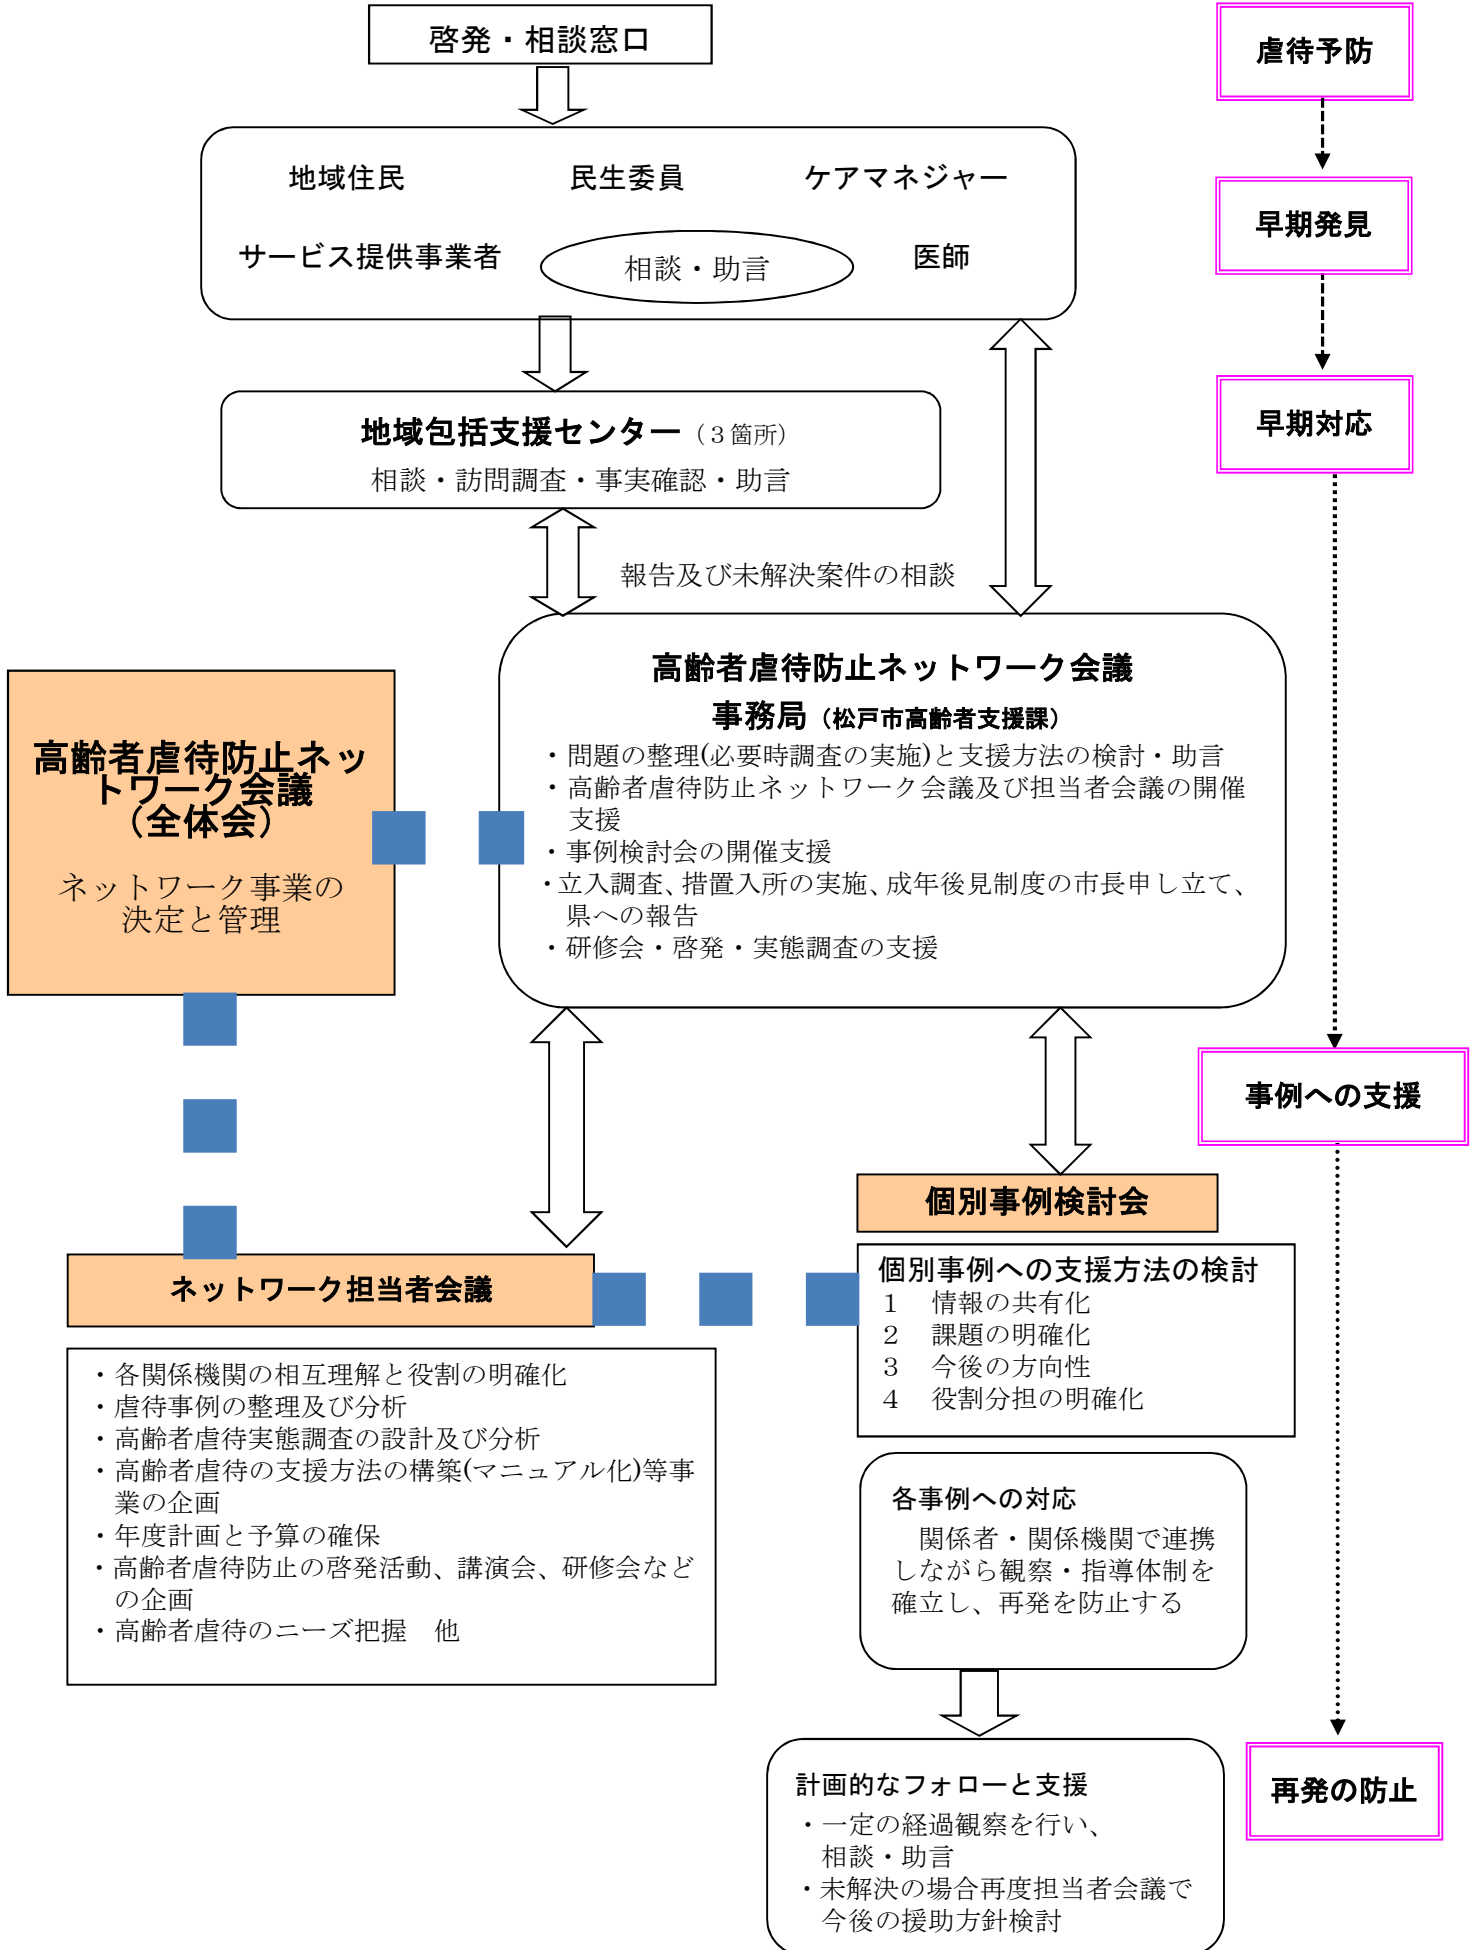 啓発・相談窓口
虐待予防
地域住民
民生委員
ケアマネジャー
早期発見
サービス提供事業者
相談・助言
医師
早期対応
地域包括支援センター（３箇所）
相談・訪問調査・事実確認・助言
報告及び未解決案件の相談
高齢者虐待防止ネットワーク会議
事務局（松戸市高齢者支援課）
・問題の整理(必要時調査の実施)と支援方法の検討・助言
・高齢者虐待防止ネットワーク会議及び担当者会議の開催
支援
・事例検討会の開催支援
・立入調査、措置入所の実施、成年後見制度の市長申し立て、
県への報告
・研修会・啓発・実態調査の支援
高齢者虐待防止ネッ
トワーク会議
（全体会）
ネットワーク事業の
決定と管理
事例への支援
個別事例検討会
個別事例への支援方法の検討
１　情報の共有化
２　課題の明確化
３　今後の方向性
４　役割分担の明確化
ネットワーク担当者会議
・各関係機関の相互理解と役割の明確化
・虐待事例の整理及び分析
・高齢者虐待実態調査の設計及び分析
・高齢者虐待の支援方法の構築(マニュアル化)等事
業の企画
・年度計画と予算の確保
・高齢者虐待防止の啓発活動、講演会、研修会など
の企画
・高齢者虐待のニーズ把握　他
各事例への対応
関係者・関係機関で連携
しながら観察・指導体制を
確立し、再発を防止する
計画的なフォローと支援
・一定の経過観察を行い、
相談・助言
・未解決の場合再度担当者会議で
今後の援助方針検討
再発の防止